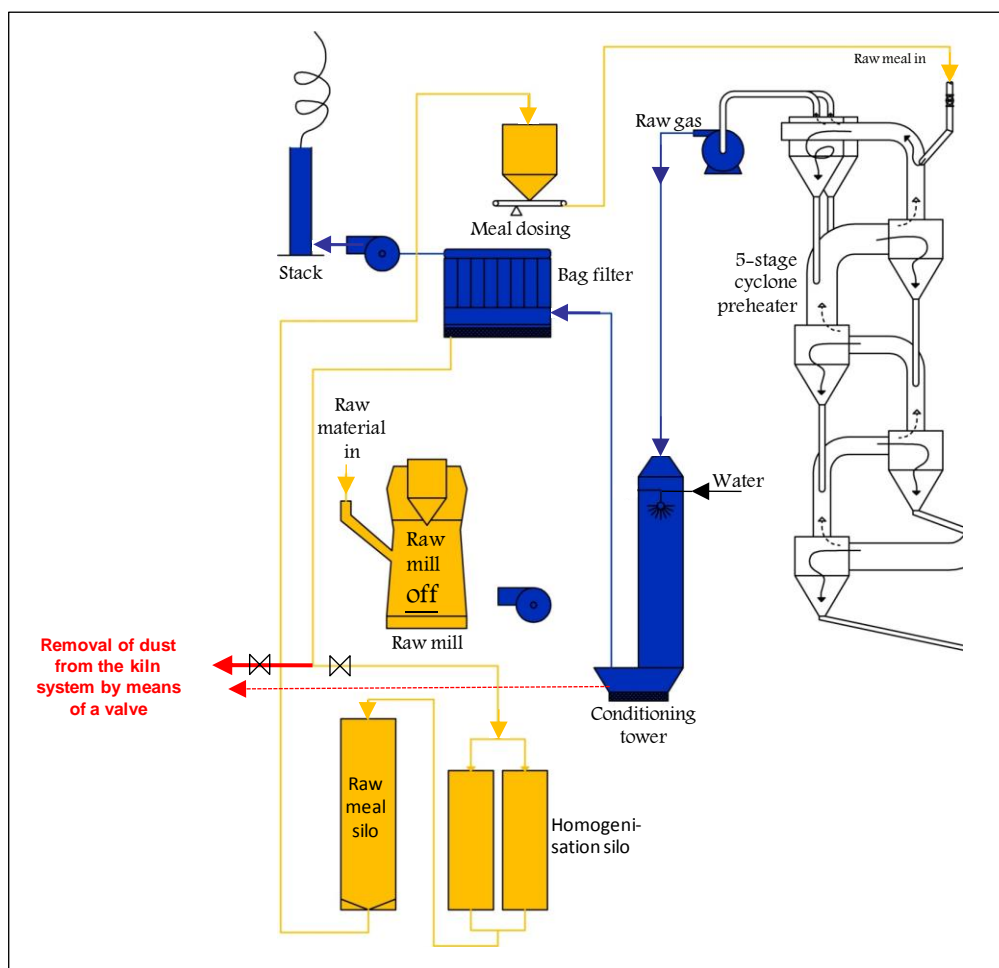 Raw meal in
Raw gas
Meal dosing
Stack
Bag filter
5-stage
cyclone
preheater
Raw
material
in
Water
Raw
mill
off
Raw mill
Removal of dust
from the kiln
system by means
of a valve
Conditioning
tower
Raw
meal
silo
Homogeni-
sation silo